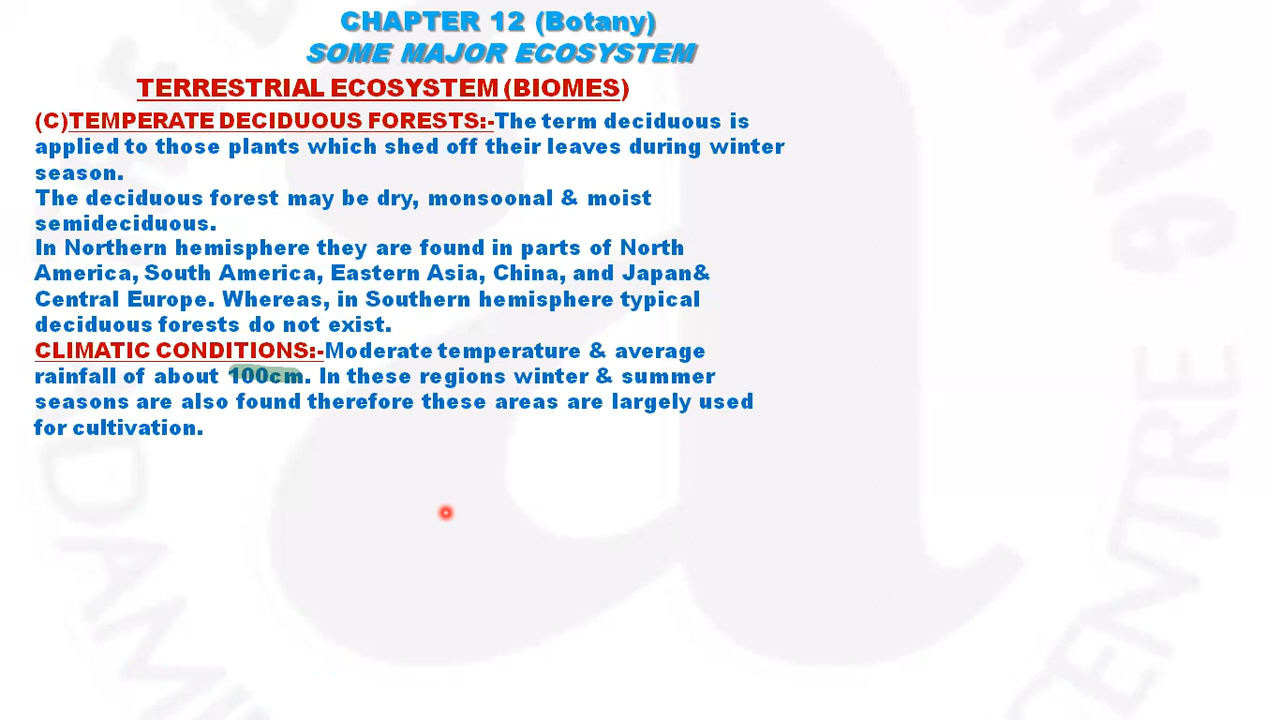 CHAPTER 12 (Botany)
SOME MAJOR ECOSYSTEM
TERRESTRIAL ECOSYSTEM (BIOMES)
(C)TEMPERATE DECIDUOUS FORESTS:-The term deciduous is
applied to those plants which shed off their leaves during winter
season.
The deciduous forest may be dry, monsoonal & moist
semideciduous.
In Northern hemisphere they are found in parts of North
America, South America, Eastern Asia, China, and Japan&
Central Europe. Whereas, in Southern hemisphere typical
deciduous forests do not exist.
CLIMATIC CONDITIONS:-Moderate temperature & average
rainfall of about 100cm. In these regions winter & summer
seasons are also found therefore these areas are largely used
for cultivation.